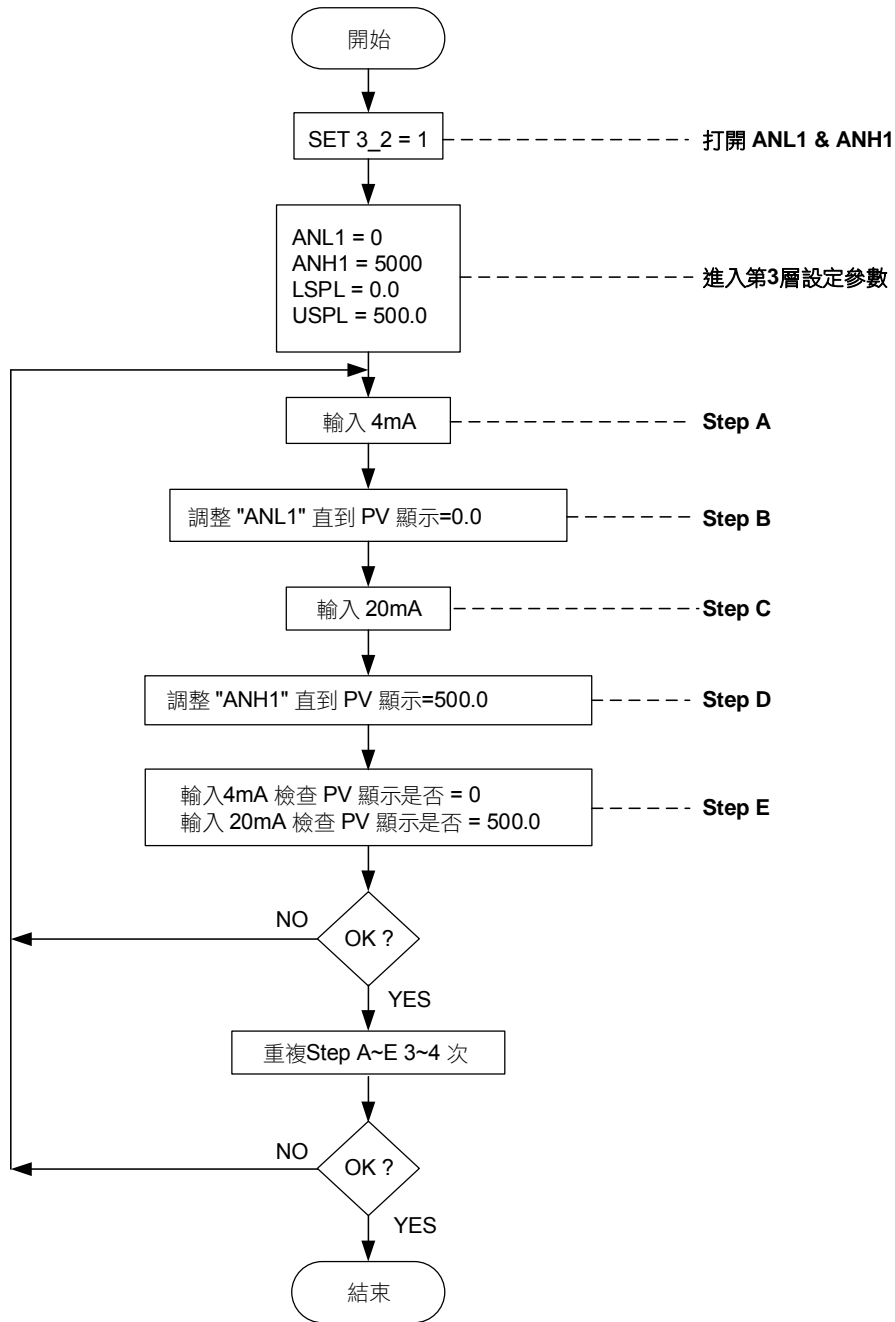 開始
SET 3_2 = 1
打開 ANL1 & ANH1
ANL1 = 0
ANH1 = 5000
LSPL = 0.0
USPL = 500.0
進入第3層設定參數
輸入 4mA
Step A
調整 "ANL1" 直到 PV 顯示=0.0
Step B
輸入 20mA
Step C
調整 "ANH1" 直到 PV 顯示=500.0
Step D
輸入4mA 檢查 PV 顯示是否 = 0
輸入 20mA 檢查 PV 顯示是否 = 500.0
Step E
NO
OK ?
YES
重複Step A~E 3~4 次
NO
OK ?
YES
結束